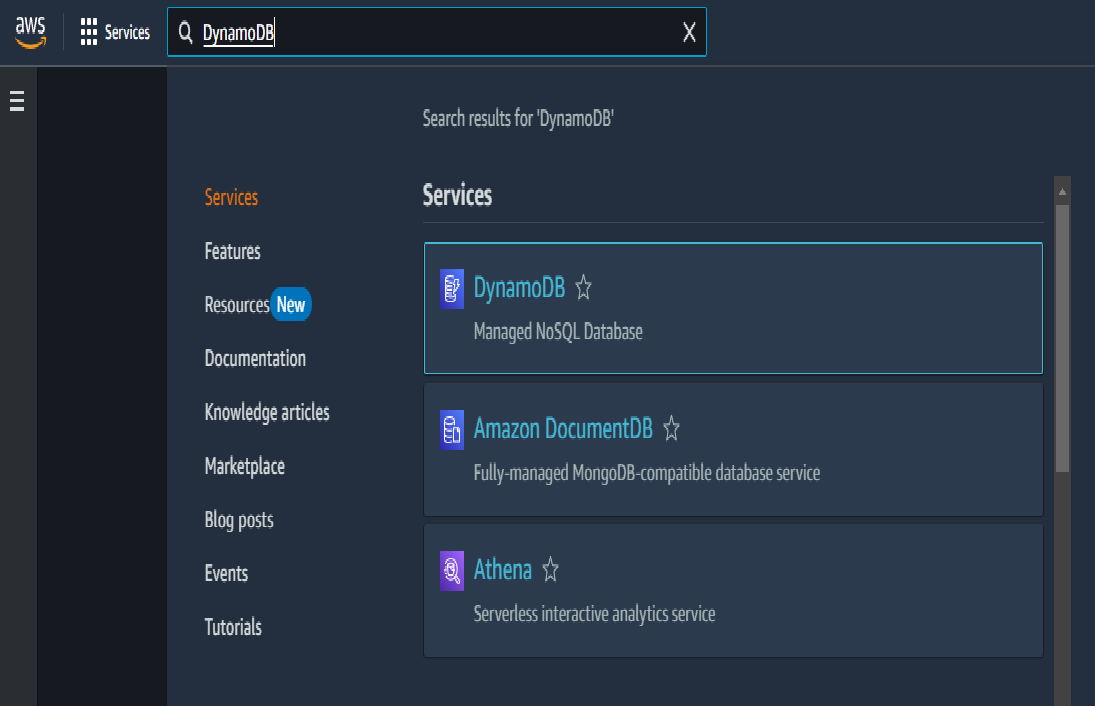 aws
Services
DynamoDB
X
Search results for 'DynamoDB'
Services
Features
Resources New
Documentation
Knowledge articles
Marketplace
Blog posts
Events
Tutorials
Services
DynamoDB
Managed NoSQL Database
Amazon DocumentDB
Fully-managed MongoDB-compatible database service
Athena
Serverless interactive analytics service